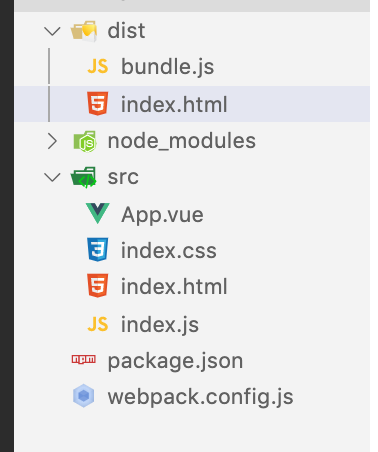 dist
JS bundle.js
index.html
node_modules
src
App.vue
index.css
index.html
JS index.js
package.json
webpack.config.js